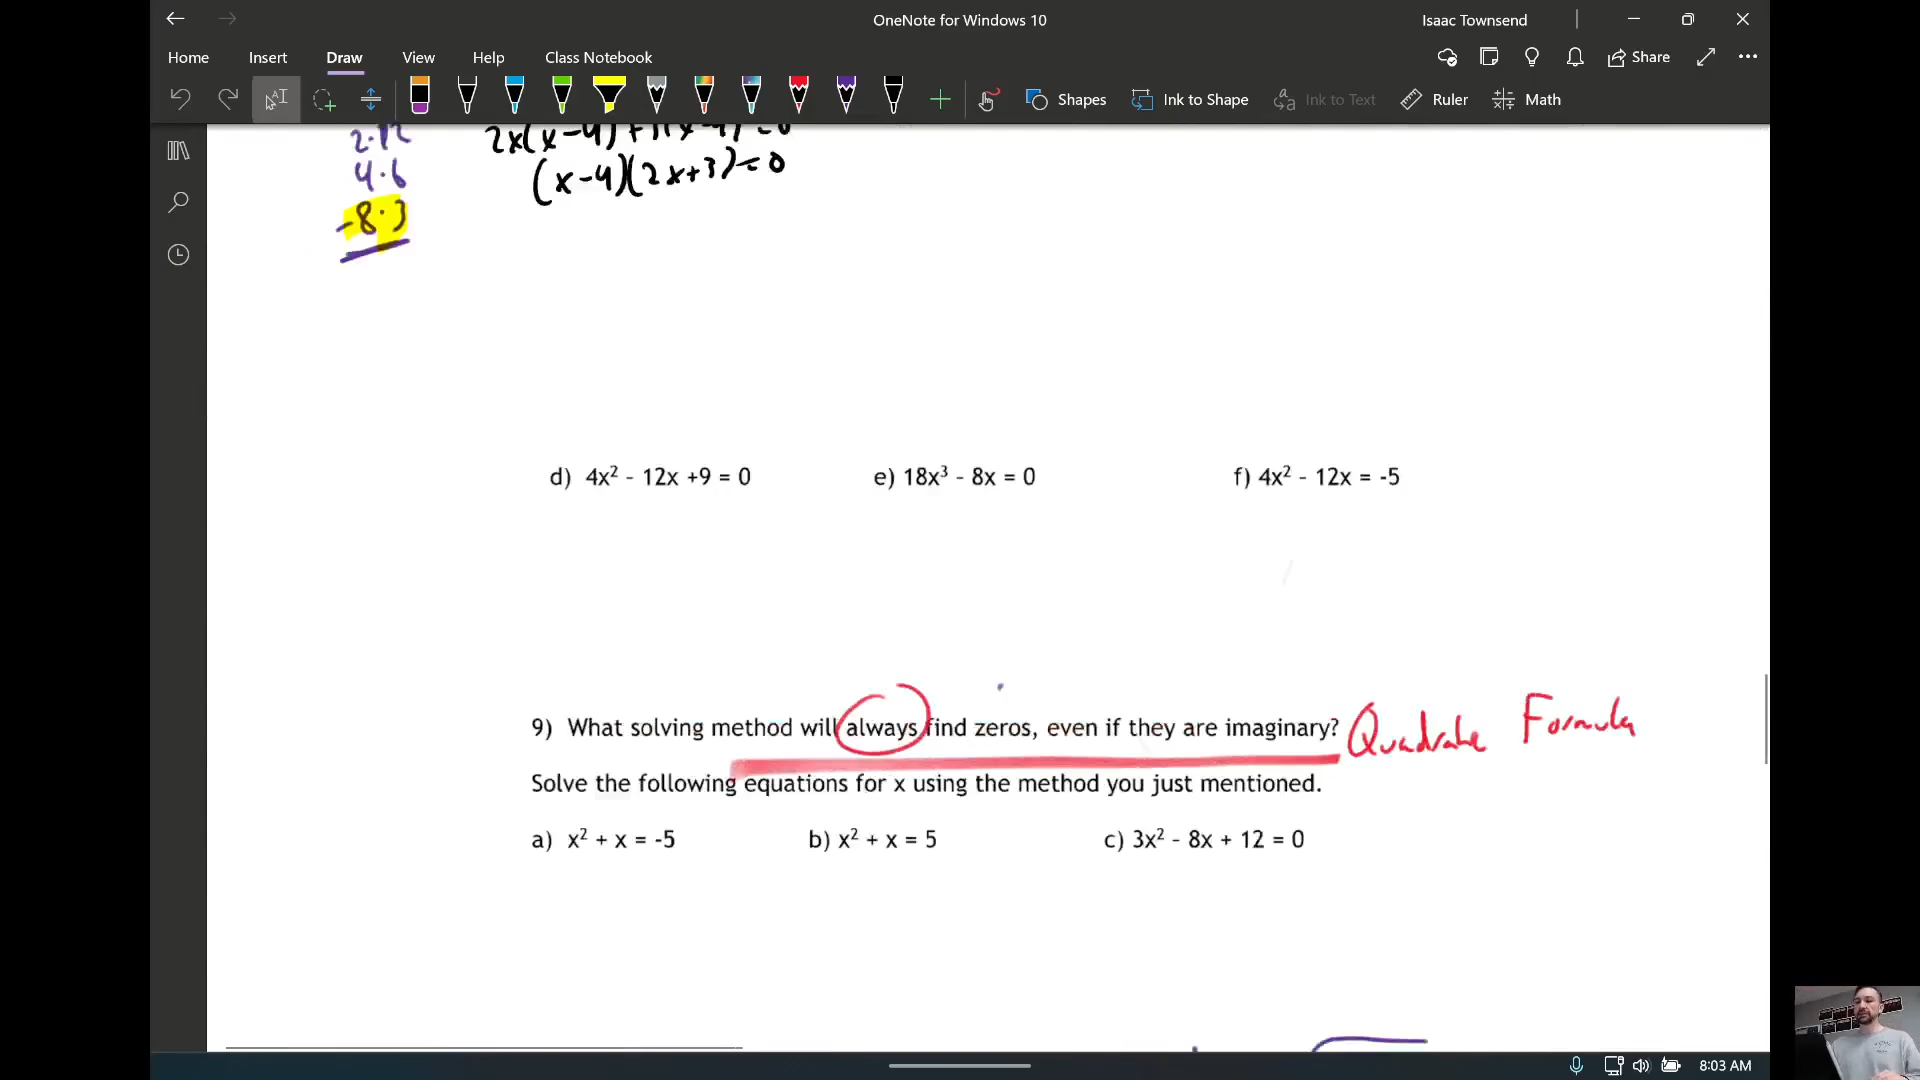 OneNote for Windows 10
Isaac Townsend
Home Insert Draw View Help Class Notebook
Share
Shapes Ink to Shape Ink to Text Ruler Math
2·12
4·6
-8·3
(x-4)(2x+3)=0
d) 4x² - 12x +9 = 0
e) 18x³ - 8x = 0
f) 4x² - 12x = -5
9) What solving method will always find zeros, even if they are imaginary? Quadratic Formula
Solve the following equations for x using the method you just mentioned.
a) x² + x = -5
b) x² + x = 5
c) 3x² - 8x + 12 = 0
8:03 AM